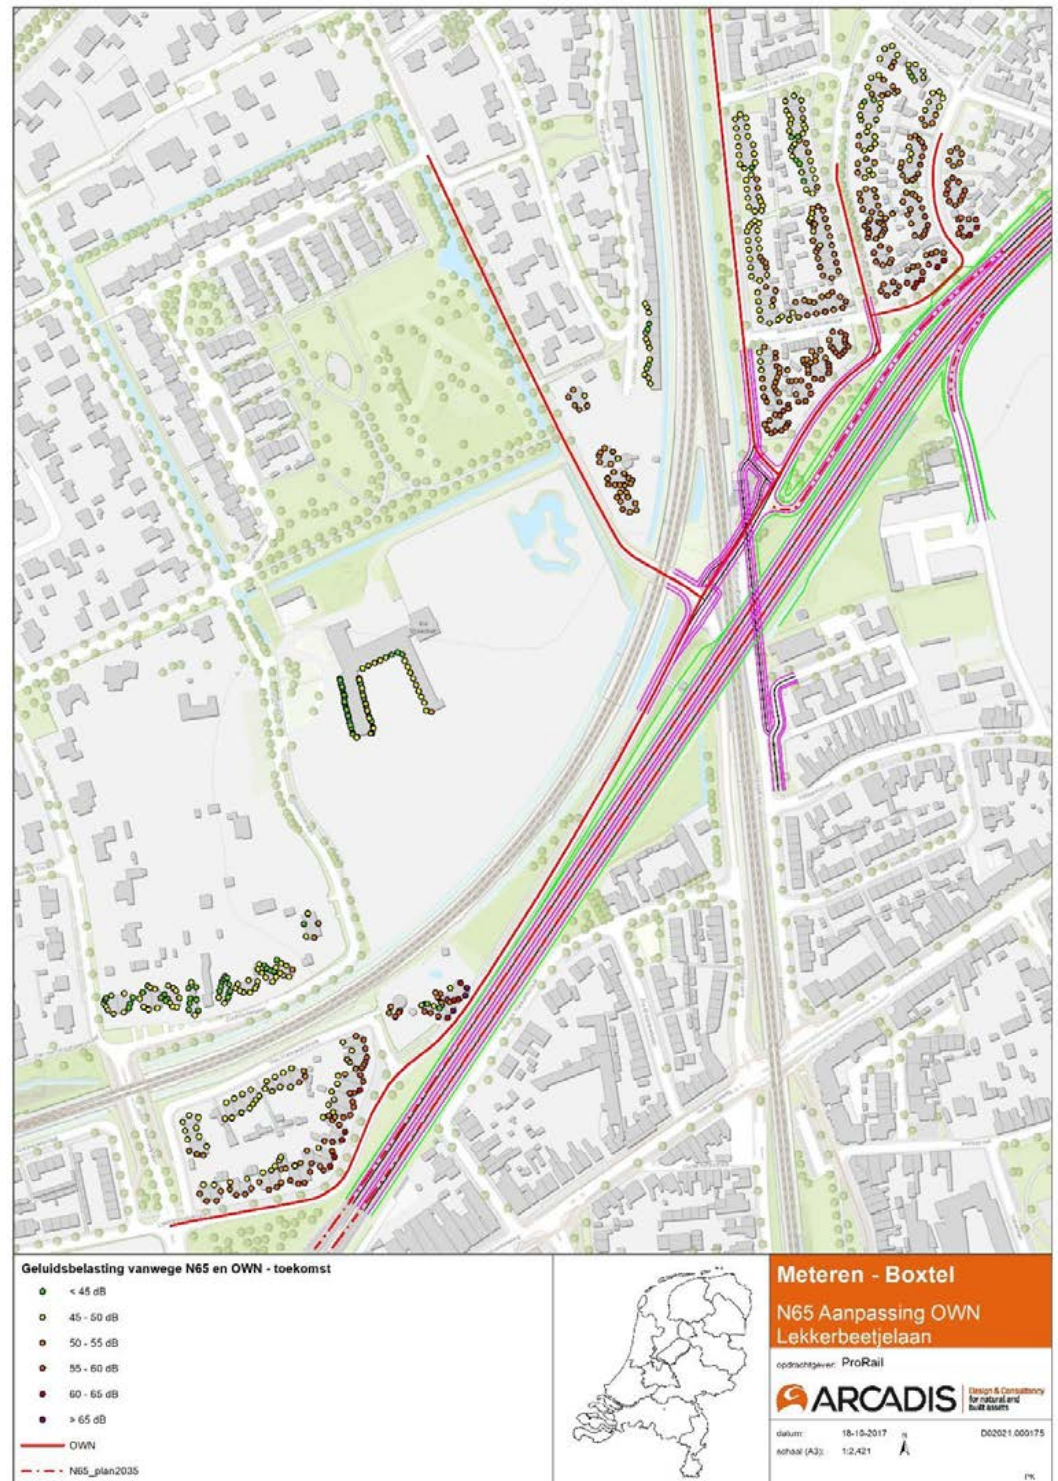 Geluidsbelasting vanwege N65 en OWN - toekomst
< 45 dB
45 - 50 dB
50 - 55 dB
55 - 60 dB
60 - 65 dB
> 65 dB
OWN
N65_plan2035
Meteren - Boxtel
N65 Aanpassing OWN
Lekkerbeetjelaan
opdrachtgever: ProRail
ARCADIS
Design & Consultancy
for natural and
built assets
datum: 18-10-2017
N
D02021.000175
schaal (A3): 1:2,421
PK